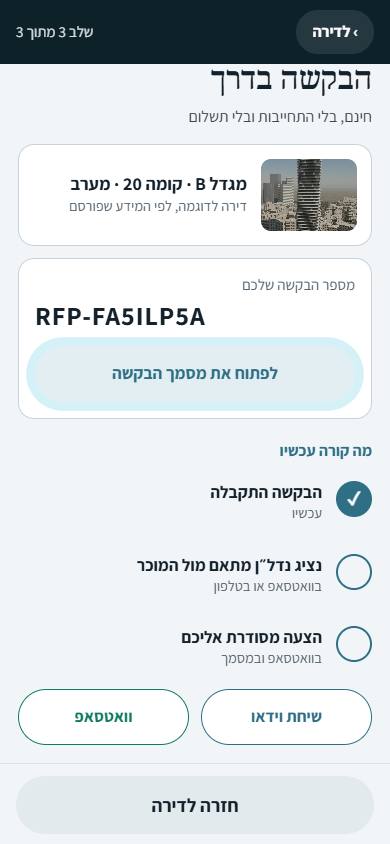 ‹ לדירה
שלב 3 מתוך 3
הבקשה בדרך
חינם, בלי התחייבות ובלי תשלום
מגדל B · קומה 20 · מערב
דירה לדוגמה, לפי המידע שפורסם
מספר הבקשה שלכם
RFP-FA5ILP5A
לפתוח את מסמך הבקשה
מה קורה עכשיו
הבקשה התקבלה
עכשיו
נציג נדל״ן מתאם מול המוכר
בוואטסאפ או בטלפון
הצעה מסודרת אליכם
בוואטסאפ ובמסמך
שיחת וידאו
וואטסאפ
חזרה לדירה